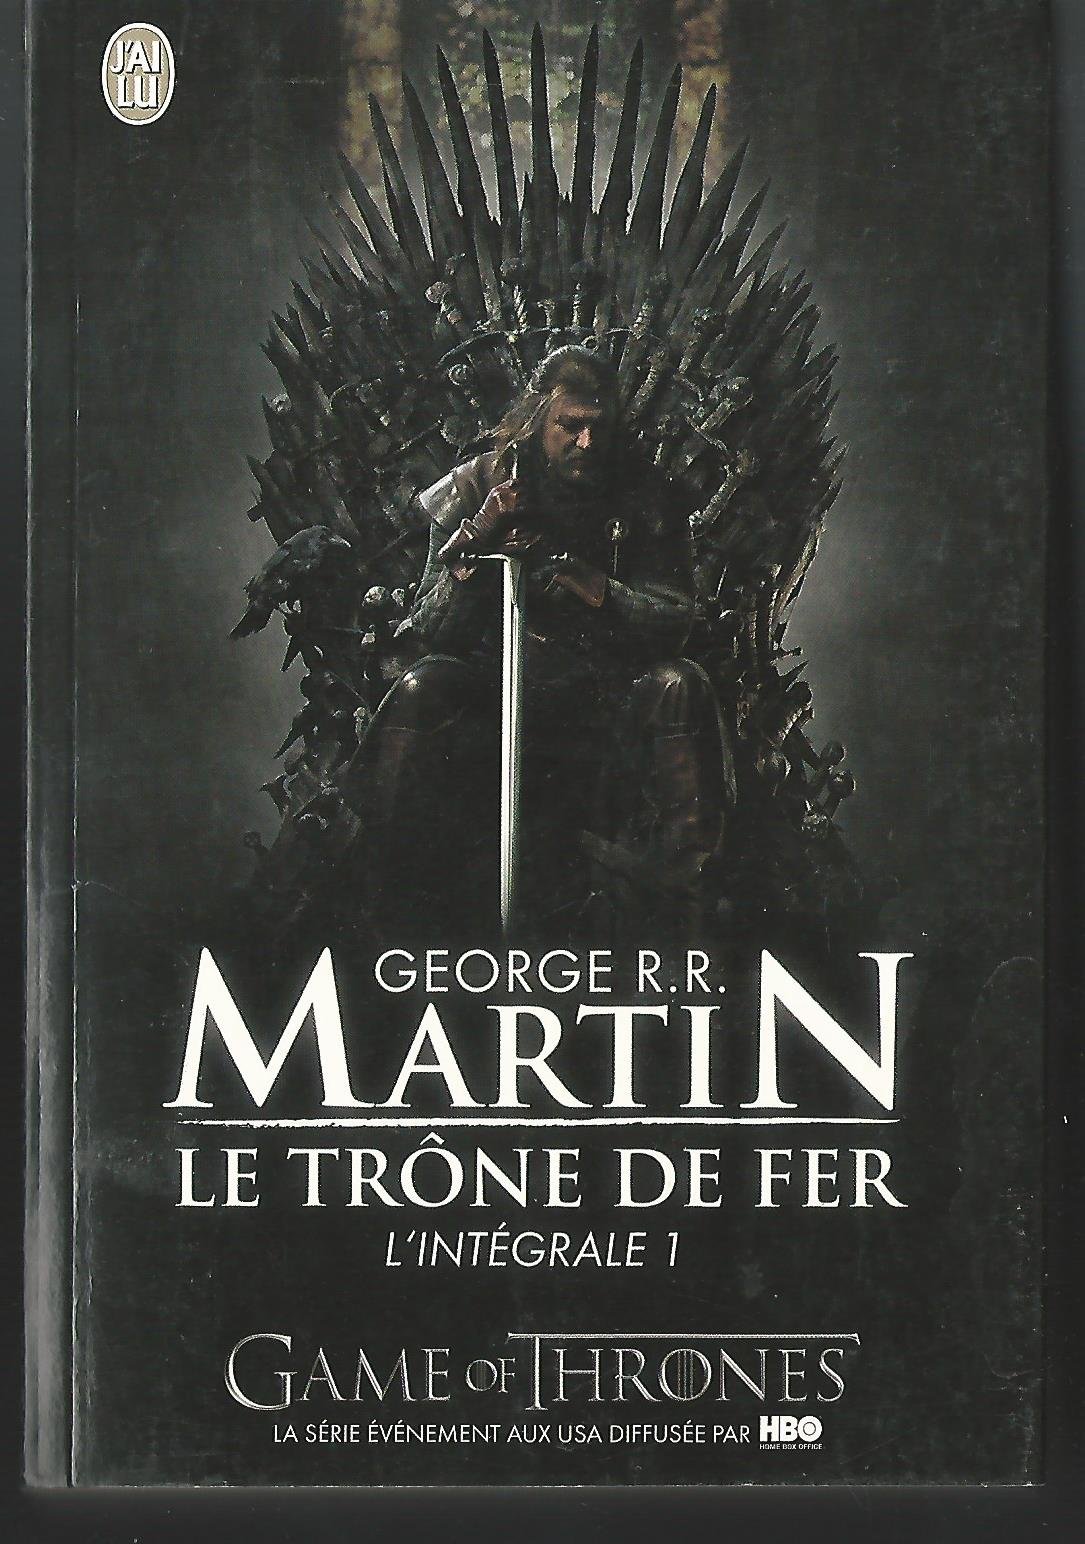 J'AI
LU
GEORGE R.R.
MARTIN
LE TRÔNE DE FER
L'INTÉGRALE 1
GAME OF THRONES
LA SÉRIE ÉVÉNEMENT AUX USA DIFFUSÉE PAR HBO
HOME BOX OFFICE